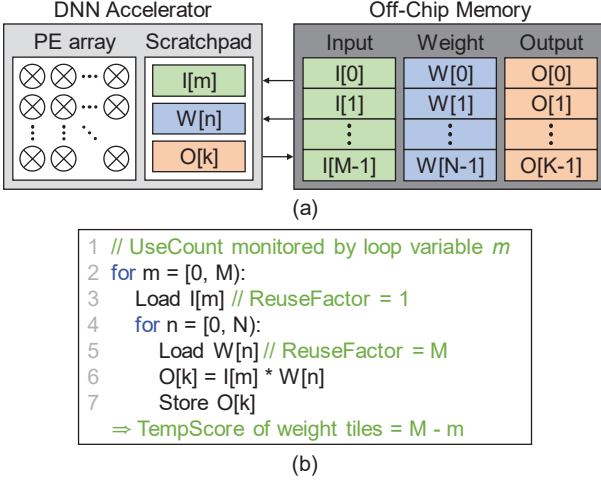 DNN Accelerator
Off-Chip Memory
PE array
Scratchpad
I[m]
W[n]
O[k]
Input Weight Output
I[0] W[0] O[0]
I[1] W[1] O[1]
I[M-1] W[N-1] O[K-1]
(a)
1 // UseCount monitored by loop variable m
2 for m = [0, M):
3 Load I[m] // ReuseFactor = 1
4 for n = [0, N):
5 Load W[n] // ReuseFactor = M
6 O[k] = I[m] * W[n]
7 Store O[k]
⇒ TempScore of weight tiles = M - m
(b)